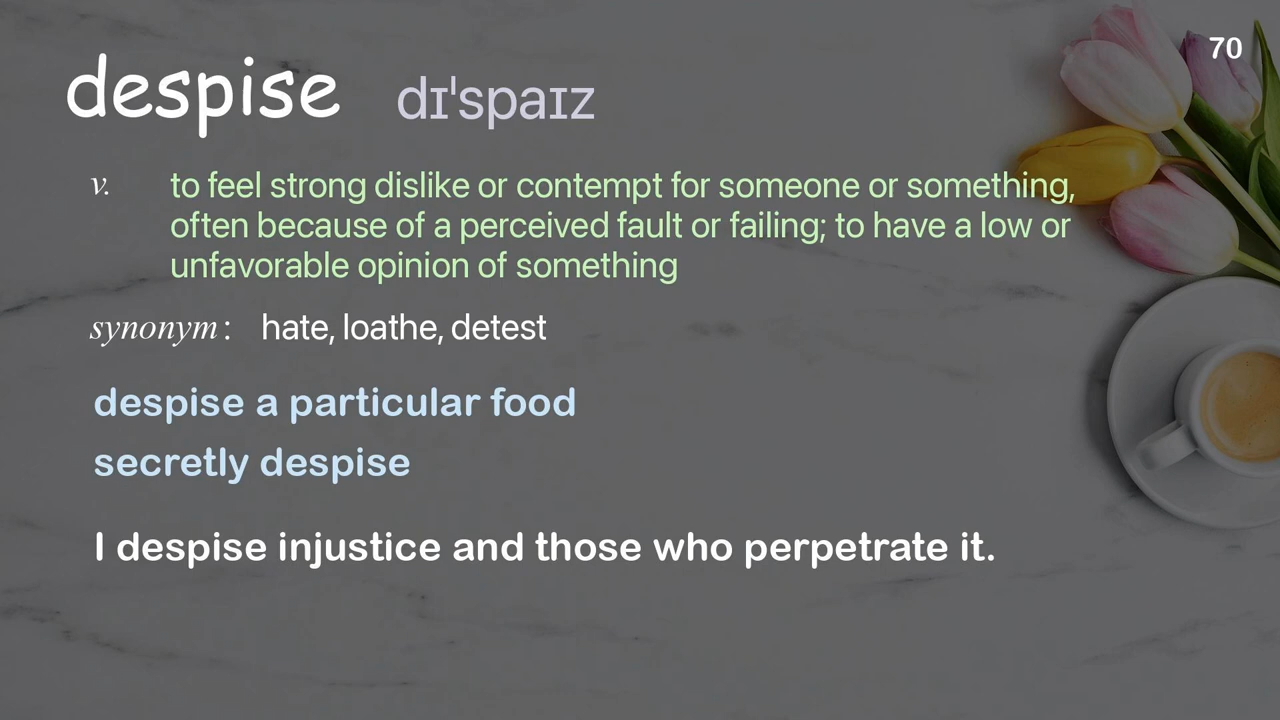 70
despise dɪˈspaɪz
v. to feel strong dislike or contempt for someone or something,
often because of a perceived fault or failing; to have a low or
unfavorable opinion of something
synonym : hate, loathe, detest
despise a particular food
secretly despise
I despise injustice and those who perpetrate it.